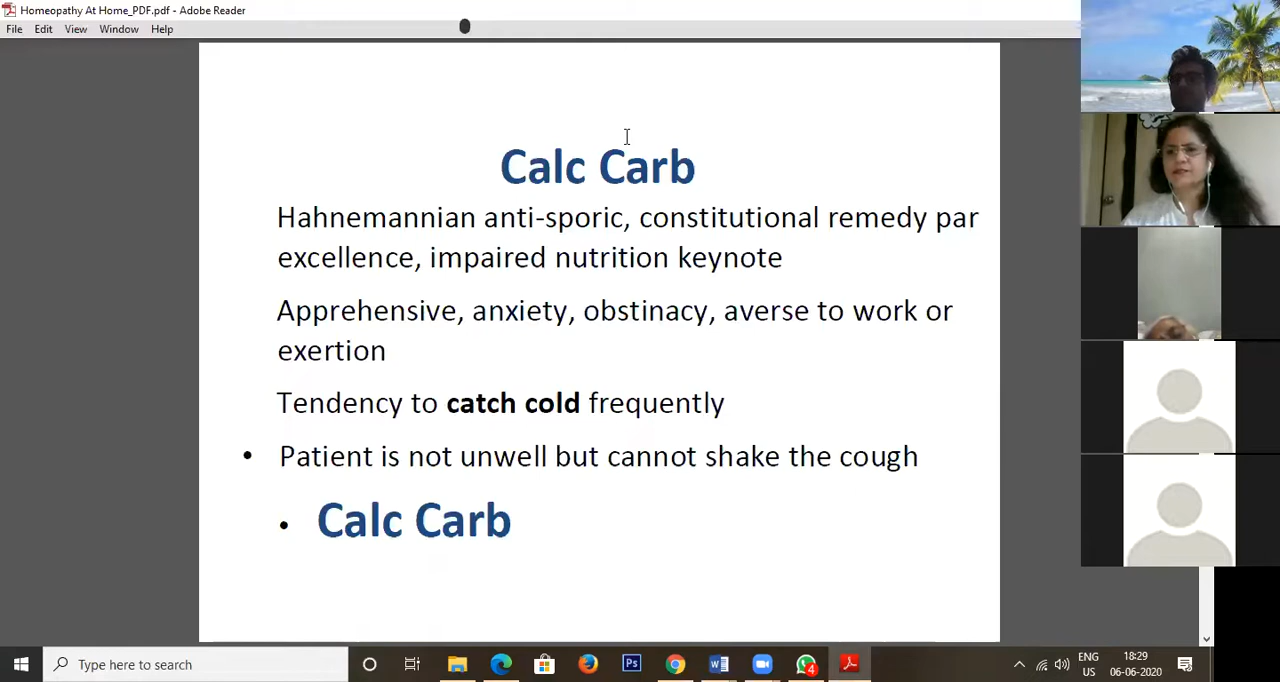 Homeopathy At Home_PDF.pdf - Adobe Reader
File Edit View Window Help
Calc Carb
Hahnemannian anti-sporic, constitutional remedy par
excellence, impaired nutrition keynote
Apprehensive, anxiety, obstinacy, averse to work or
exertion
Tendency to catch cold frequently
• Patient is not unwell but cannot shake the cough
• Calc Carb
Type here to search
Ps
4
ENG
US
18:29
06-06-2020